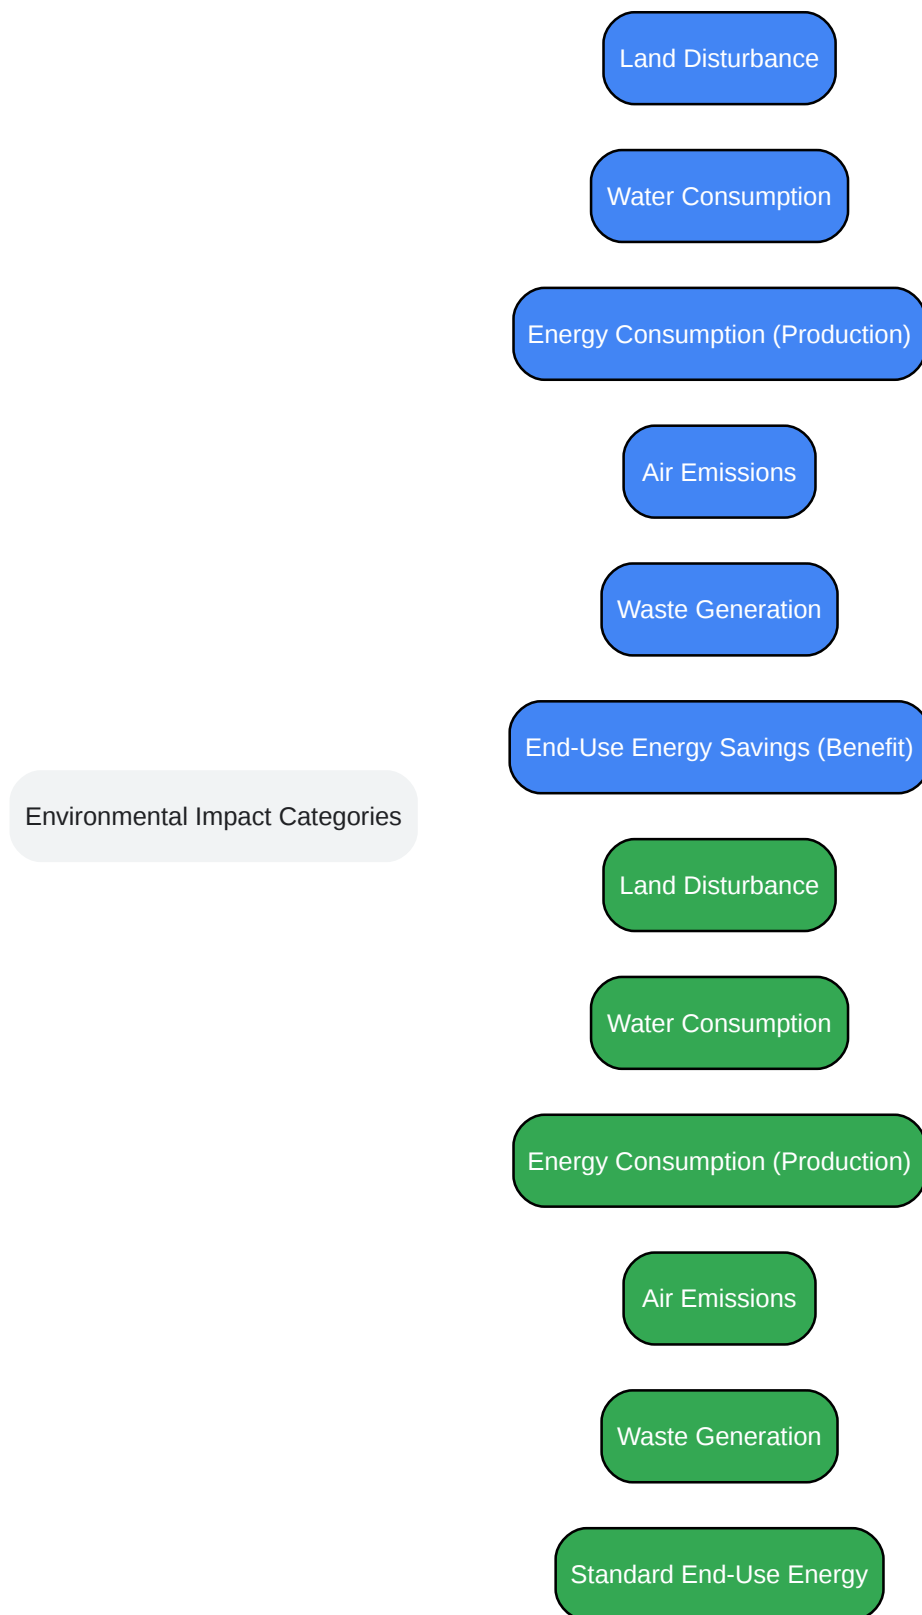 Land Disturbance
Water Consumption
Energy Consumption (Production)
Air Emissions
Waste Generation
End-Use Energy Savings (Benefit)
Environmental Impact Categories
Land Disturbance
Water Consumption
Energy Consumption (Production)
Air Emissions
Waste Generation
Standard End-Use Energy